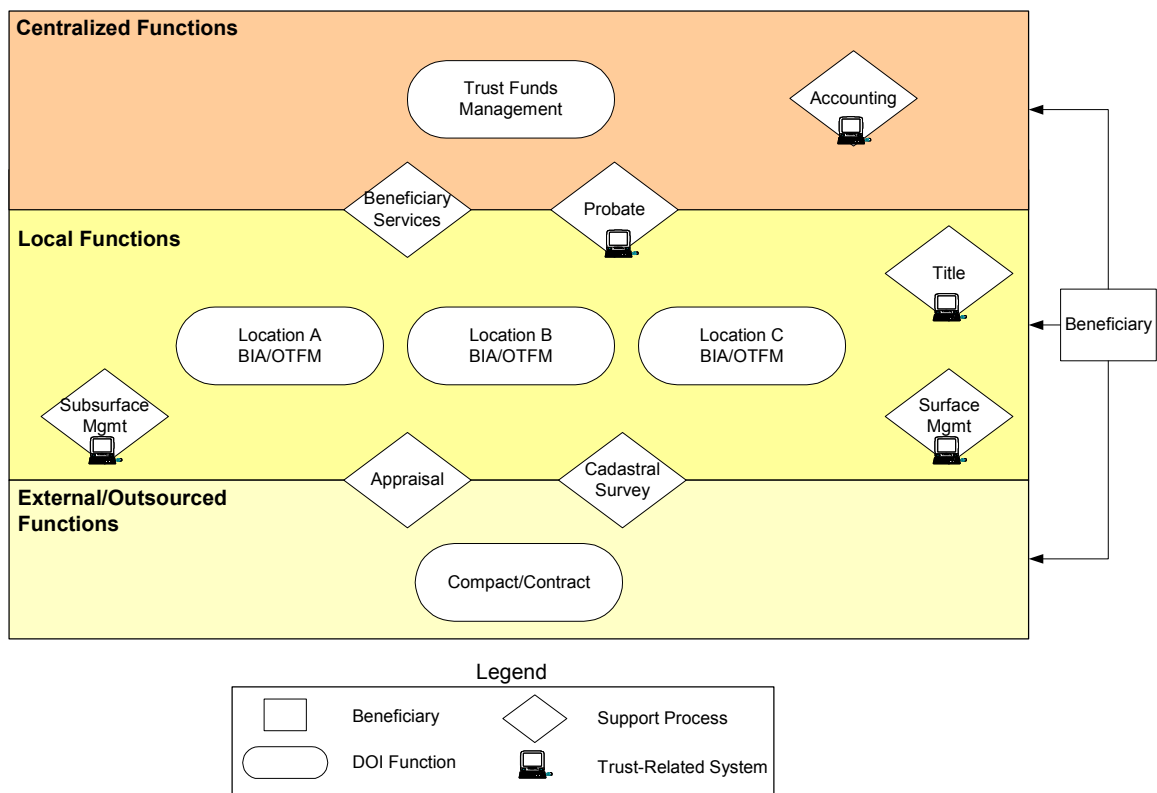 Centralized Functions
Trust Funds
Management
Accounting
Beneficiary
Services
Probate
Local Functions
Title
Location A
BIA/OTFM
Location B
BIA/OTFM
Location C
BIA/OTFM
Beneficiary
Subsurface
Mgmt
Surface
Mgmt
Appraisal
Cadastral
Survey
External/Outsourced
Functions
Compact/Contract
Legend
Beneficiary
Support Process
DOI Function
Trust-Related System